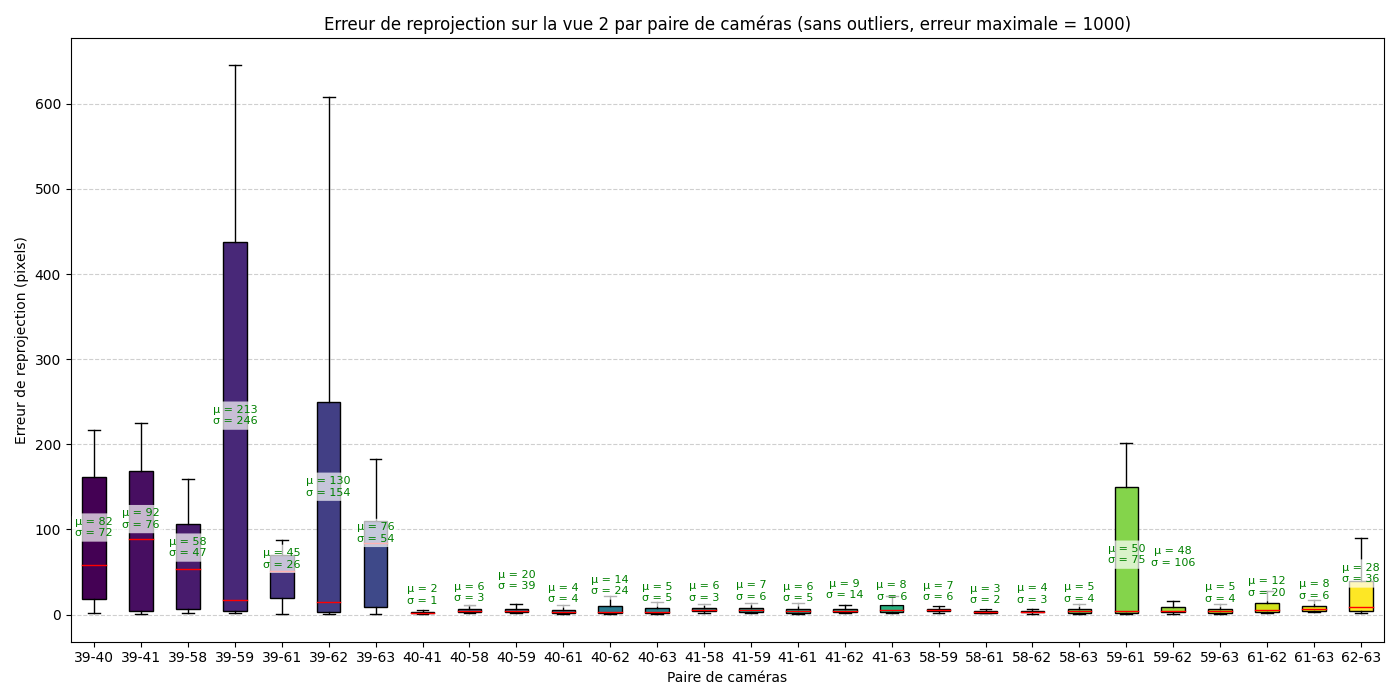 Erreur de reprojection sur la vue 2 par paire de caméras (sans outliers, erreur maximale = 1000)
Erreur de reprojection (pixels)
600
500
400
300
200
100
0
μ = 82
σ = 72
μ = 92
σ = 76
μ = 58
σ = 47
μ = 213
σ = 246
μ = 45
σ = 26
μ = 130
σ = 154
μ = 76
σ = 54
μ = 2
σ = 1
μ = 6
σ = 3
μ = 20
σ = 39
μ = 4
σ = 4
μ = 14
σ = 24
μ = 5
σ = 5
μ = 6
σ = 3
μ = 7
σ = 6
μ = 6
σ = 5
μ = 9
σ = 14
μ = 8
σ = 6
μ = 7
σ = 6
μ = 3
σ = 2
μ = 4
σ = 3
μ = 5
σ = 4
μ = 50
σ = 75
μ = 48
σ = 106
μ = 5
σ = 4
μ = 12
σ = 20
μ = 8
σ = 6
μ = 28
σ = 36
39-40 39-41 39-58 39-59 39-61 39-62 39-63 40-41 40-58 40-59 40-61 40-62 40-63 41-58 41-59 41-61 41-62 41-63 58-59 58-61 58-62 58-63 59-61 59-62 59-63 61-62 61-63 62-63
Paire de caméras